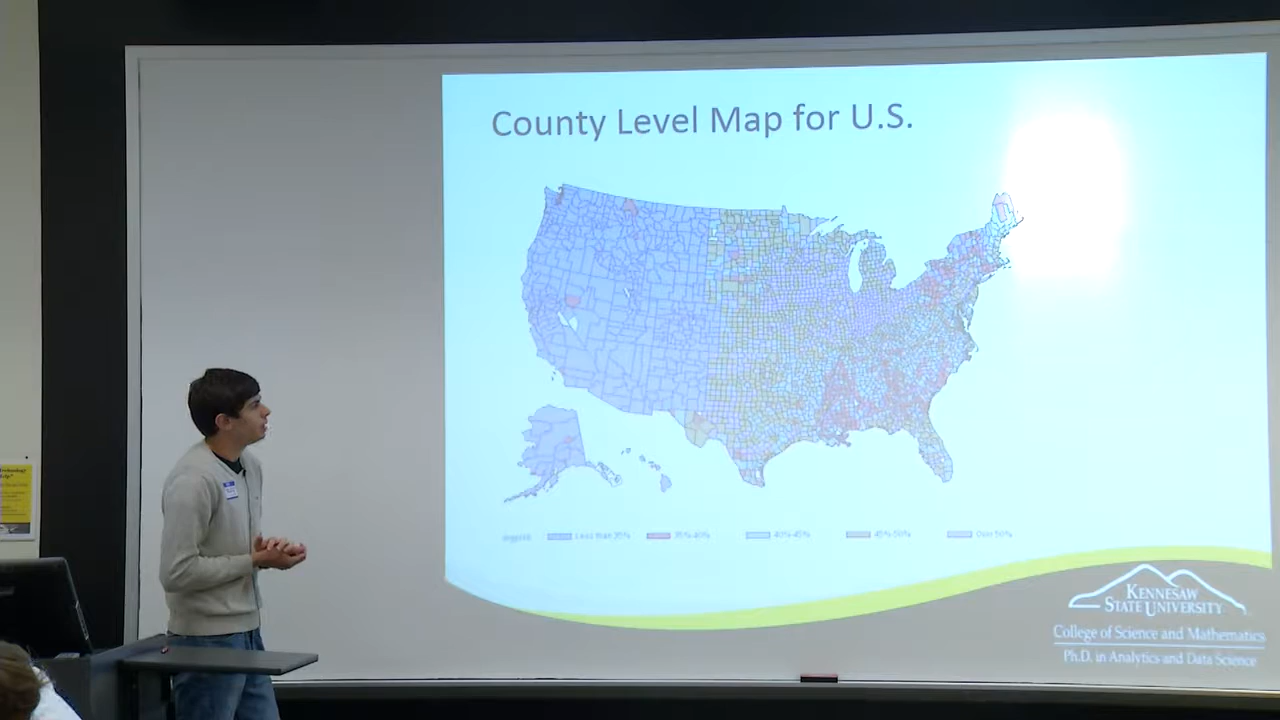 County Level Map for U.S.
Less than 35%
35%-40%
40%-45%
45%-50%
Over 50%
KENNESAW
STATE UNIVERSITY
College of Science and Mathematics
Ph.D. in Analytics and Data Science